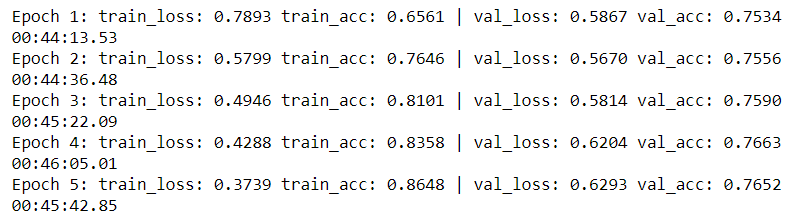 Epoch 1: train_loss: 0.7893 train_acc: 0.6561 | val_loss: 0.5867 val_acc: 0.7534
00:44:13.53
Epoch 2: train_loss: 0.5799 train_acc: 0.7646 | val_loss: 0.5670 val_acc: 0.7556
00:44:36.48
Epoch 3: train_loss: 0.4946 train_acc: 0.8101 | val_loss: 0.5814 val_acc: 0.7590
00:45:22.09
Epoch 4: train_loss: 0.4288 train_acc: 0.8358 | val_loss: 0.6204 val_acc: 0.7663
00:46:05.01
Epoch 5: train_loss: 0.3739 train_acc: 0.8648 | val_loss: 0.6293 val_acc: 0.7652
00:45:42.85